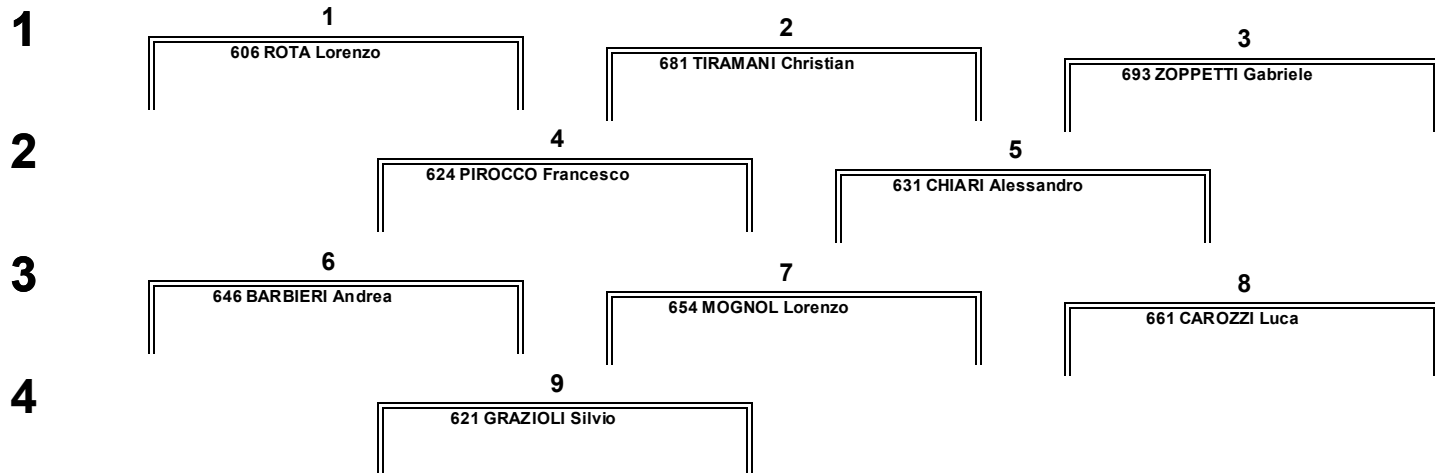 1
1
606 ROTA Lorenzo
2
681 TIRAMANI Christian
3
693 ZOPPETTI Gabriele
2
4
624 PIROCCO Francesco
5
631 CHIARI Alessandro
3
6
646 BARBIERI Andrea
7
654 MOGNOL Lorenzo
8
661 CAROZZI Luca
4
9
621 GRAZIOLI Silvio